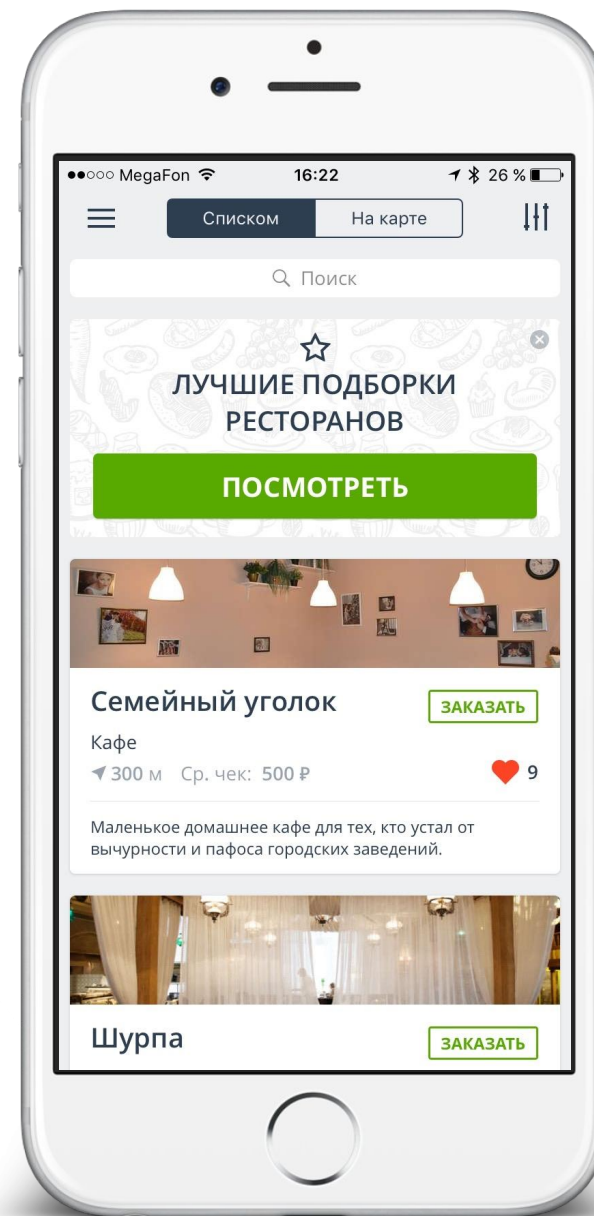 MegaFon 16:22 26 %
Списком На карте
Поиск
ЛУЧШИЕ ПОДБОРКИ
РЕСТОРАНОВ
ПОСМОТРЕТЬ
Семейный уголок ЗАКАЗАТЬ
Кафе
300 м Ср. чек: 500 ₽ 9
Маленькое домашнее кафе для тех, кто устал от
вычурности и пафоса городских заведений.
Шурпа ЗАКАЗАТЬ